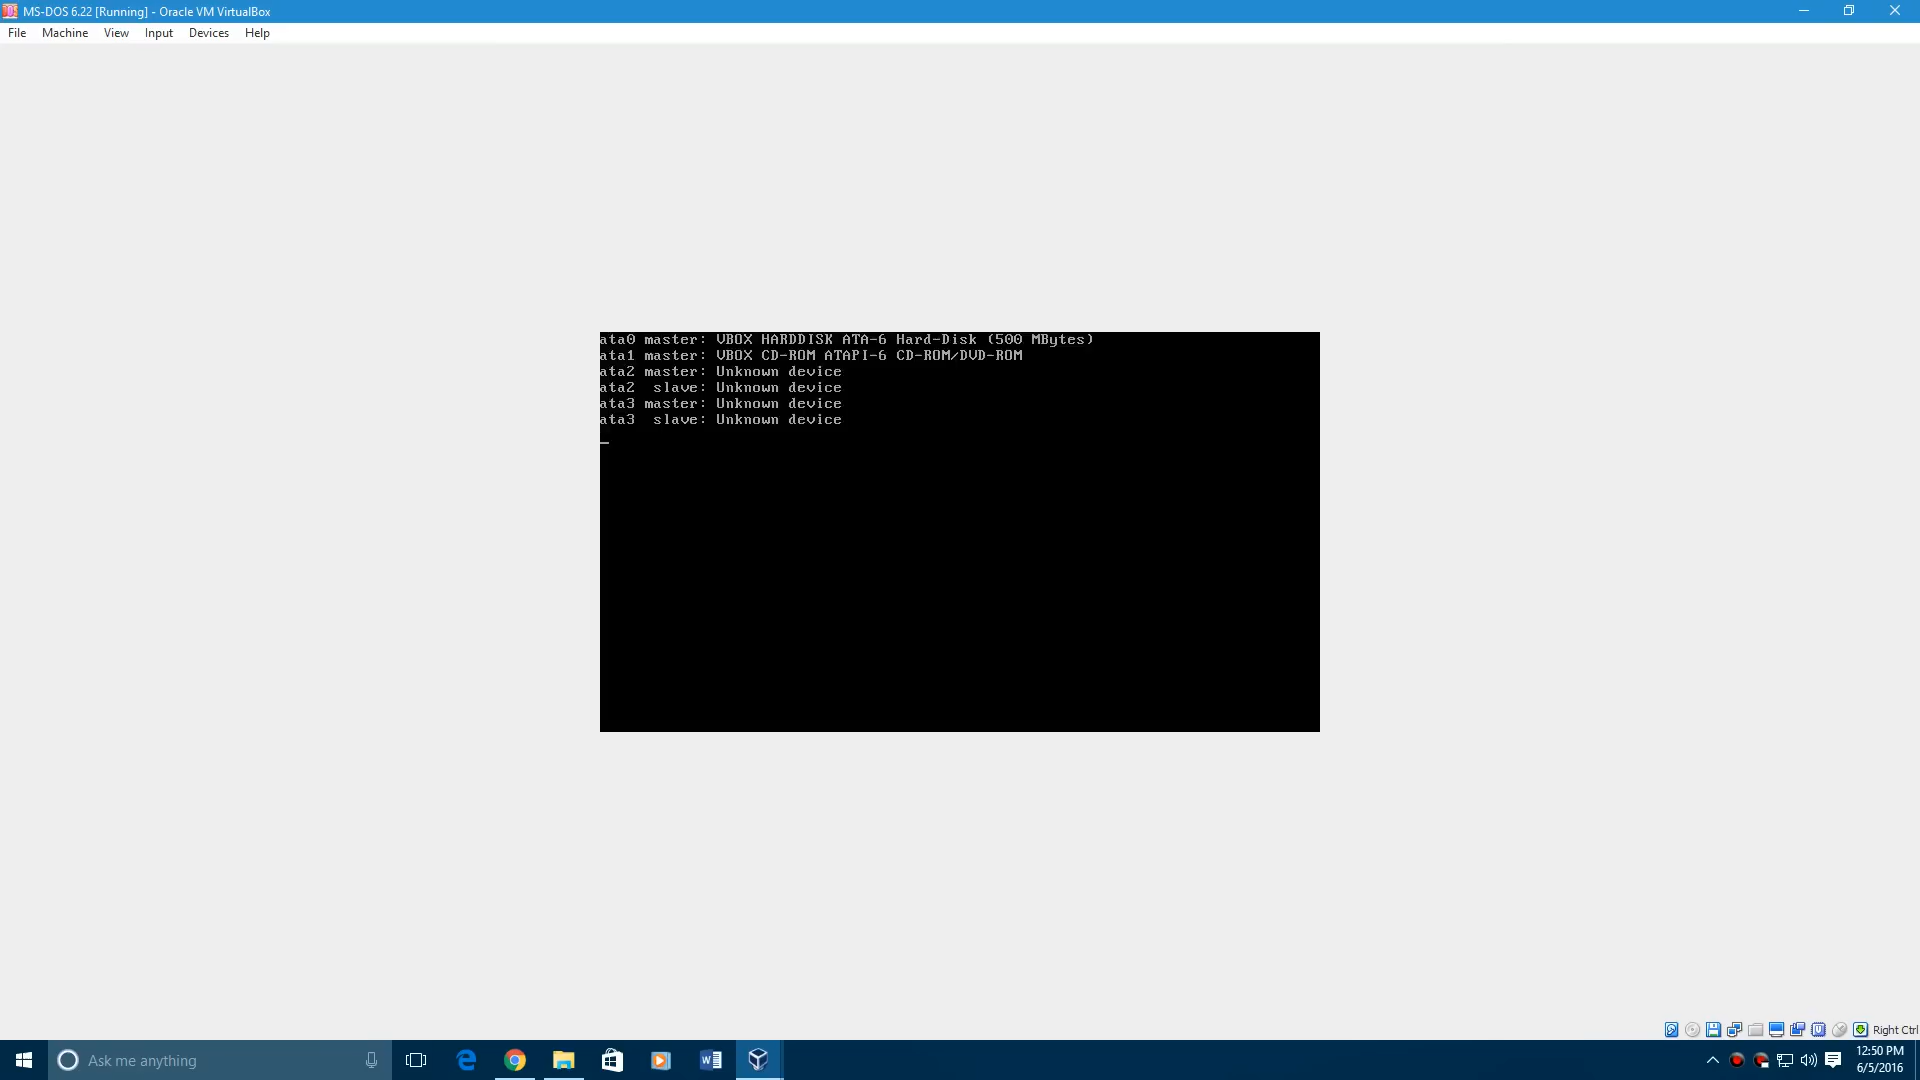 MS-DOS 6.22 [Running] - Oracle VM VirtualBox
File Machine View Input Devices Help
ata0 master: VBOX HARDDISK ATA-6 Hard-Disk (500 MBytes)
ata1 master: VBOX CD-ROM ATAPI-6 CD-ROM/DVD-ROM
ata2 master: Unknown device
ata2  slave: Unknown device
ata3 master: Unknown device
ata3  slave: Unknown device
_
Right Ctrl
Ask me anything
12:50 PM
6/5/2016